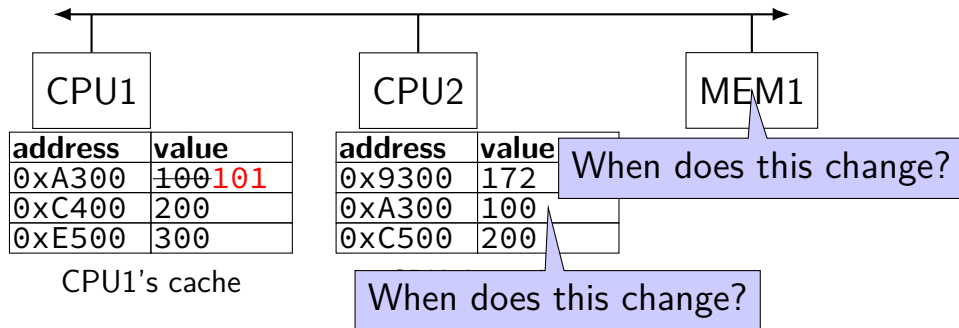 CPU1 CPU2 MEM1
address value
0xA300 100101
0xC400 200
0xE500 300
CPU1's cache
address value
0x9300 172
0xA300 100
0xC500 200
When does this change?
When does this change?